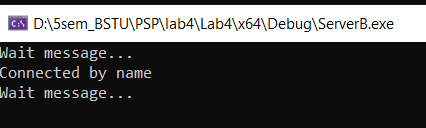 D:\5sem_BSTU\PSP\lab4\Lab4\x64\Debug\ServerB.exe
Wait message...
Connected by name
Wait message...